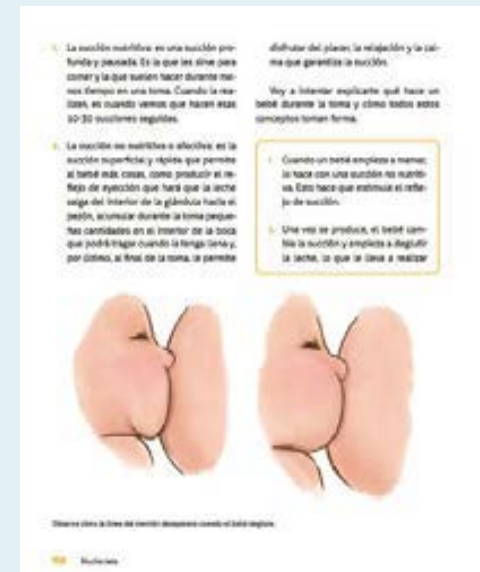 1. La succión nutritiva: es una succión pro-
funda y pausada. Es la que les sirve para
comer y la que suelen hacer durante me-
nos tiempo en una toma. Cuando la rea-
lizan, es cuando vemos que hacen esas
10-30 succiones seguidas.
2. La succión no nutritiva o afectiva: es la
succión superficial y rápida que permite
al bebé más cosas, como producir el re-
flejo de eyección que hará que la leche
salga del interior de la glándula hacia el
pezón, acumular durante la toma peque-
ñas cantidades en el interior de la boca
que podrá tragar cuando la tenga llena y,
por último, al final de la toma, le permite
disfrutar del placer, la relajación y la cal-
ma que garantiza la succión.
Voy a intentar explicarte qué hace un
bebé durante la toma y cómo todos estos
conceptos toman forma.
1. Cuando un bebé empieza a mamar,
lo hace con una succión no nutriti-
va. Esto hace que estimule el refle-
jo de succión.
2. Una vez se produce, el bebé cam-
bia la succión y empieza a deglutir
la leche, lo que le lleva a realizar
Observa cómo la línea del mentón desaparece cuando el bebé deglute.